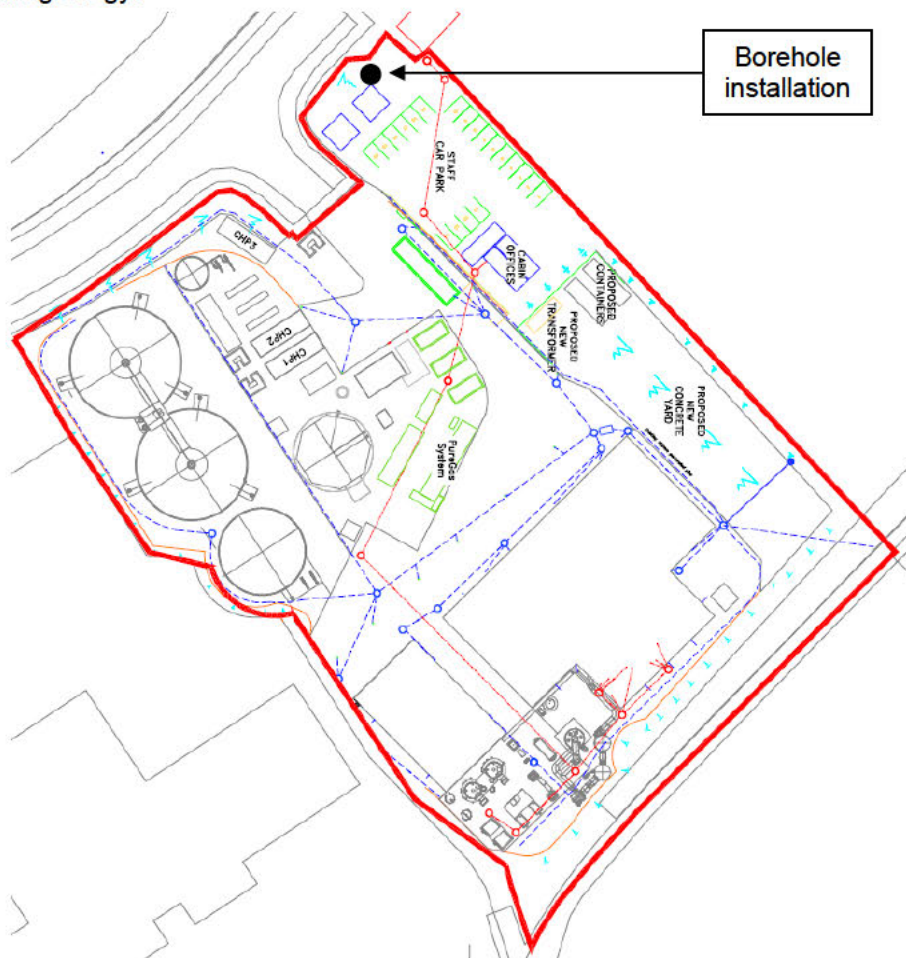 Borehole
installation
STAFF
CAR PARK
CABIN
OFFICES
PROPOSED
CONTAINERS
PROPOSED
NEW
TRANSFORMER
PROPOSED
NEW
CONCRETE
YARD
CHP3
CHP2
CHP1
PuraGas
System